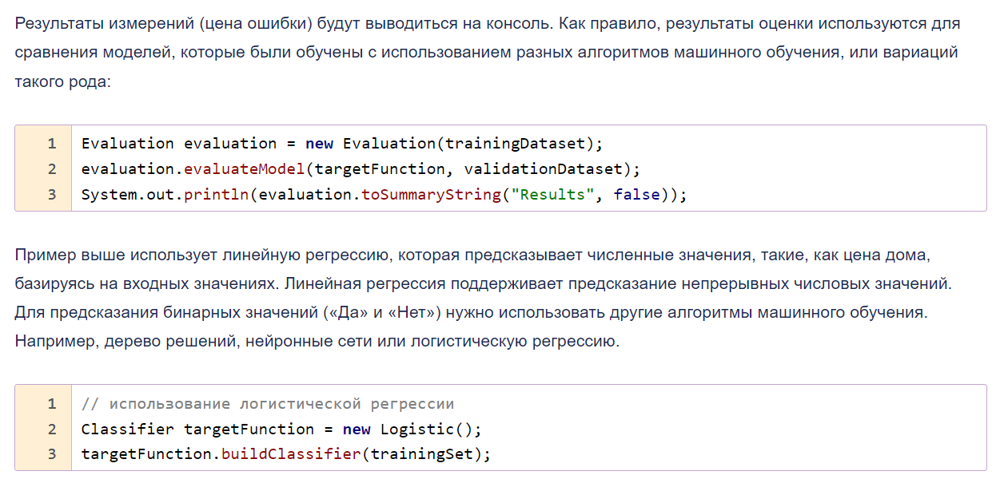 Результаты измерений (цена ошибки) будут выводиться на консоль. Как правило, результаты оценки используются для
сравнения моделей, которые были обучены с использованием разных алгоритмов машинного обучения, или вариаций
такого рода:
1 Evaluation evaluation = new Evaluation(trainingDataset);
2 evaluation.evaluateModel(targetFunction, validationDataset);
3 System.out.println(evaluation.toSummaryString("Results", false));
Пример выше использует линейную регрессию, которая предсказывает численные значения, такие, как цена дома,
базируясь на входных значениях. Линейная регрессия поддерживает предсказание непрерывных числовых значений.
Для предсказания бинарных значений («Да» и «Нет») нужно использовать другие алгоритмы машинного обучения.
Например, дерево решений, нейронные сети или логистическую регрессию.
1 // использование логистической регрессии
2 Classifier targetFunction = new Logistic();
3 targetFunction.buildClassifier(trainingSet);